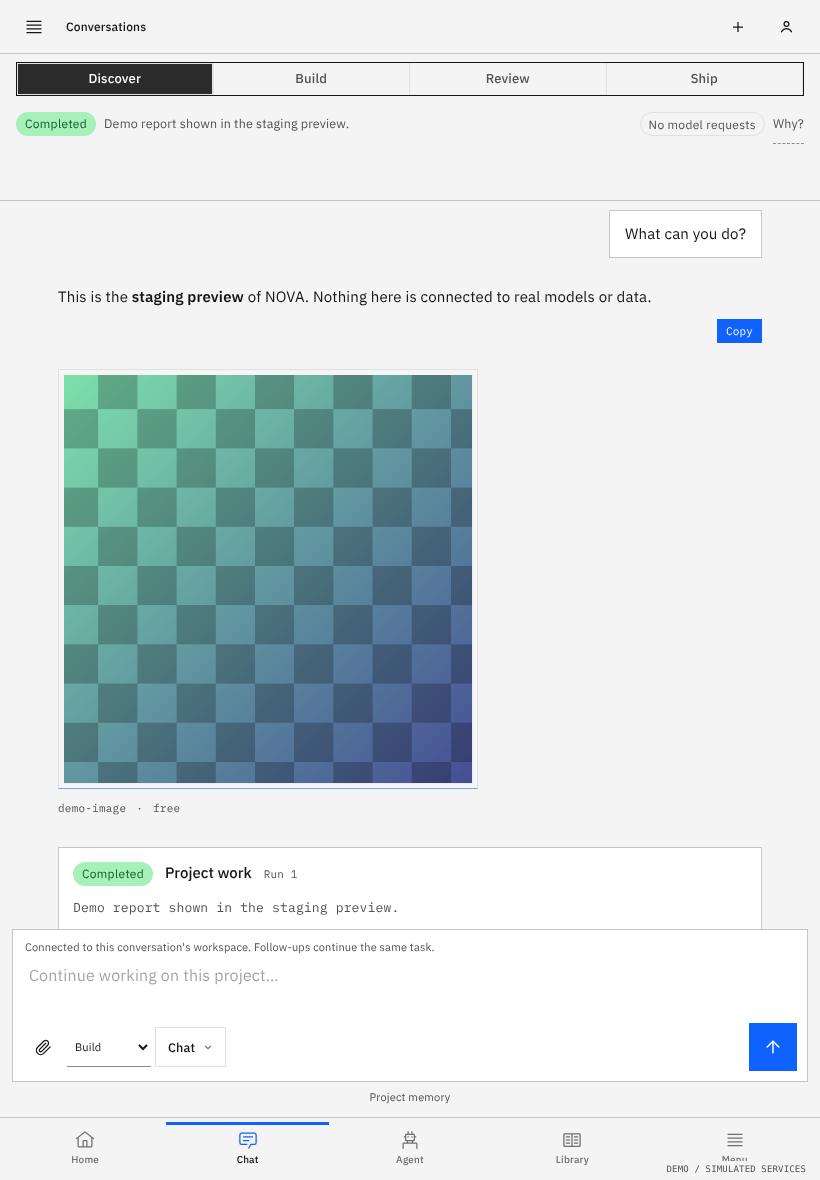 Conversations
Discover
Build
Review
Ship
Completed
Demo report shown in the staging preview.
No model requests
Why?
What can you do?
This is the staging preview of NOVA. Nothing here is connected to real models or data.
Copy
demo-image · free
Completed
Project work
Run 1
Demo report shown in the staging preview.
Connected to this conversation's workspace. Follow-ups continue the same task.
Continue working on this project...
Build
Chat
Project memory
Home
Chat
Agent
Library
Menu
DEMO / SIMULATED SERVICES